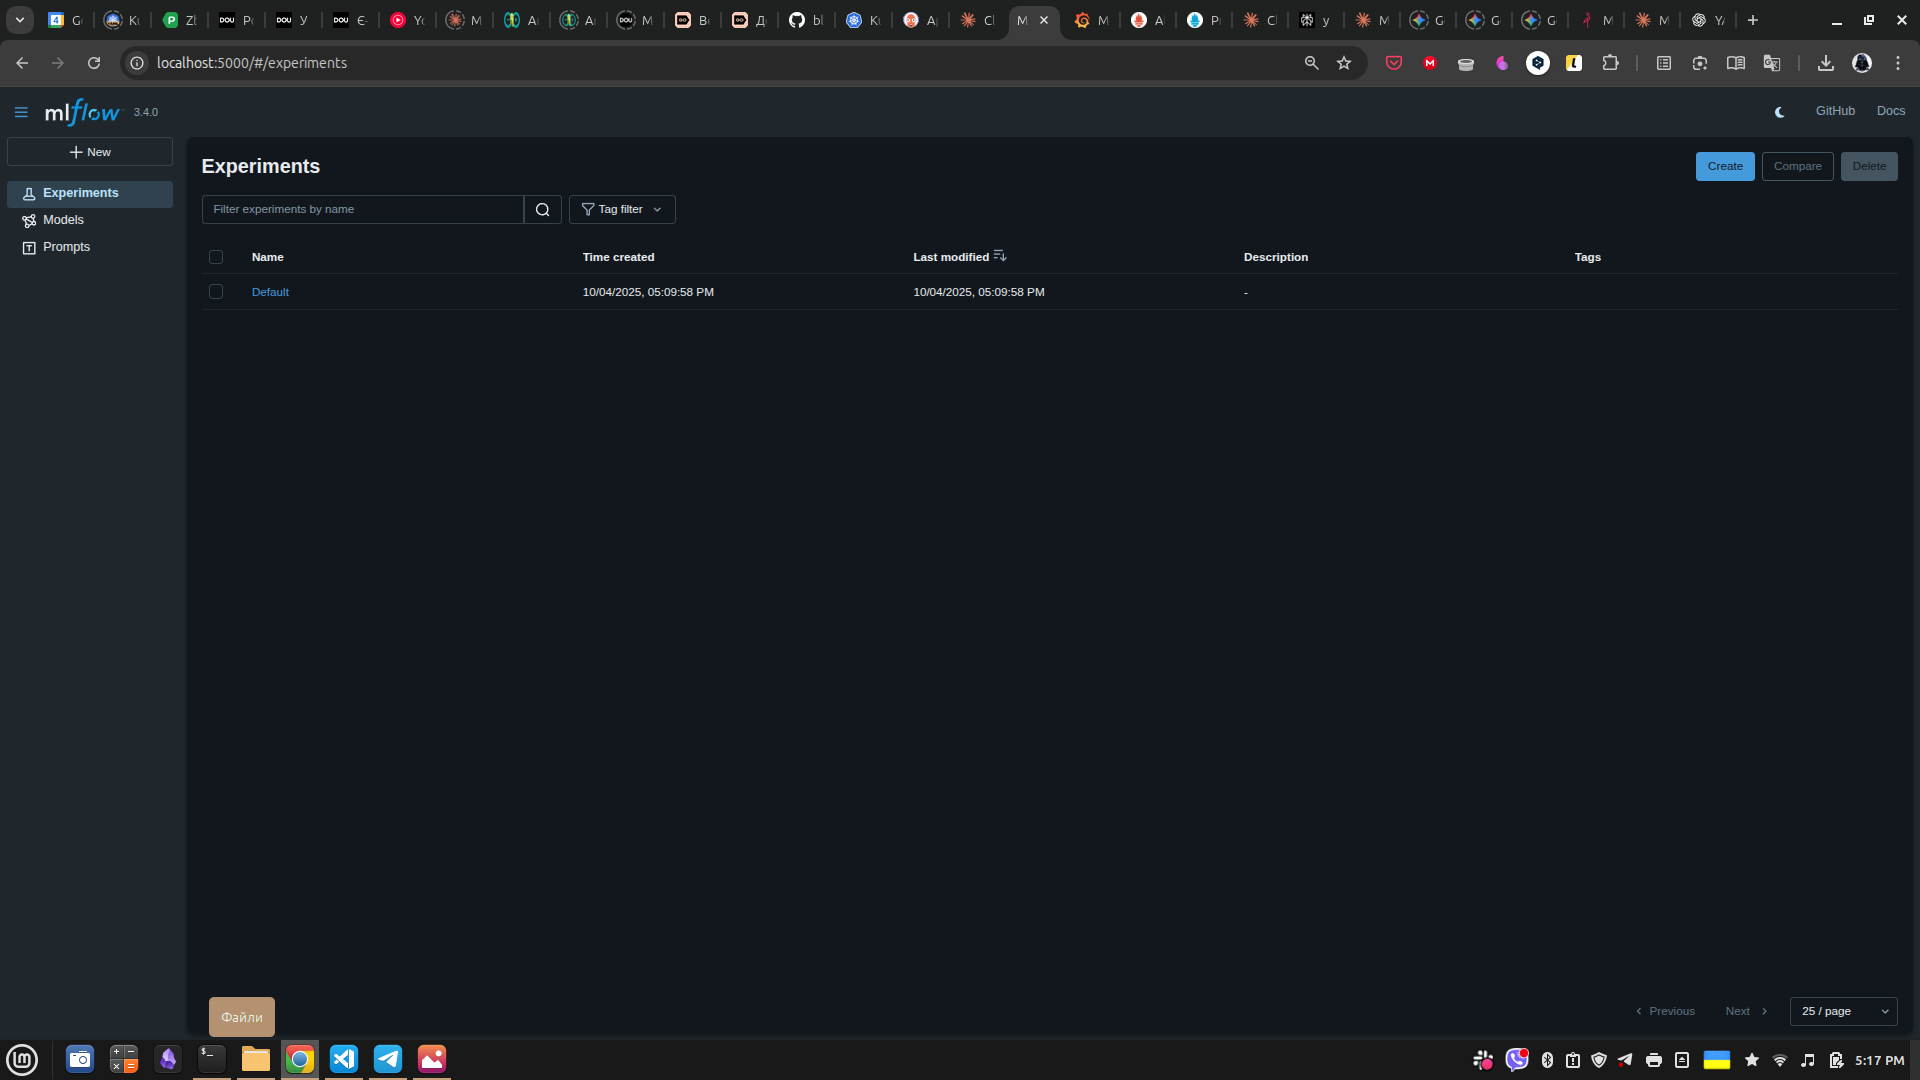 localhost:5000/#/experiments
mlflow 3.4.0
GitHub
Docs
New
Experiments
Models
Prompts
Experiments
Create
Compare
Delete
Filter experiments by name
Tag filter
Name
Time created
Last modified
Description
Tags
Default
10/04/2025, 05:09:58 PM
10/04/2025, 05:09:58 PM
-
Previous
Next
25 / page
Файли
5:17 PM